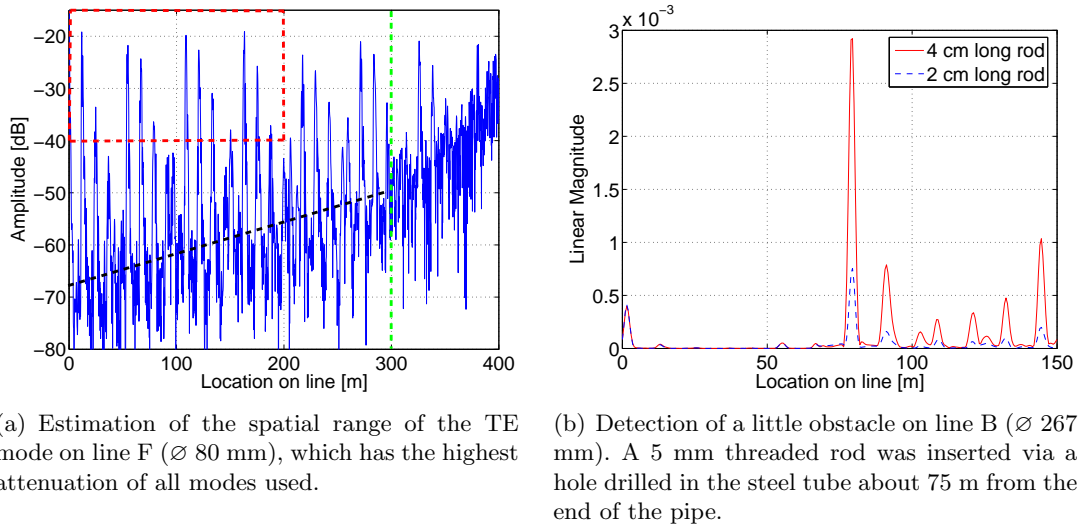 −20
−30
−40
−50
−60
−70
−80
0
100
200
300
400
Amplitude [dB]
Location on line [m]
x 10−3
3
2.5
2
1.5
1
0.5
0
0
50
100
150
Linear Magnitude
Location on line [m]
4 cm long rod
2 cm long rod
(a) Estimation of the spatial range of the TE
mode on line F (∅ 80 mm), which has the highest
attenuation of all modes used.
(b) Detection of a little obstacle on line B (∅ 267
mm). A 5 mm threaded rod was inserted via a
hole drilled in the steel tube about 75 m from the
end of the pipe.